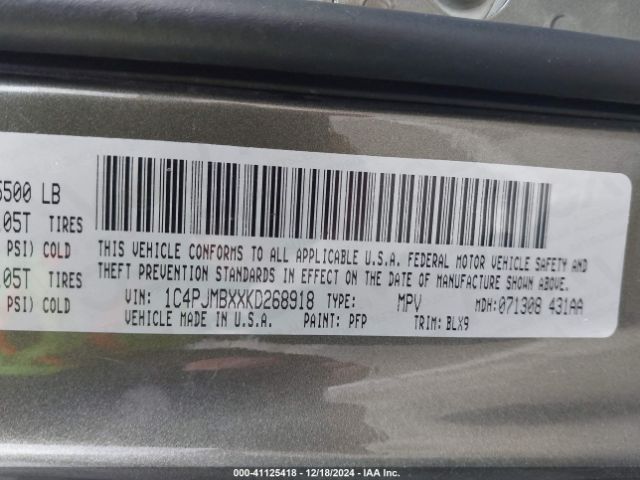 5500 LB
.05T TIRES
PSI) COLD
.05T TIRES
PSI) COLD
THIS VEHICLE CONFORMS TO ALL APPLICABLE U.S.A. FEDERAL MOTOR VEHICLE SAFETY AND
THEFT PREVENTION STANDARDS IN EFFECT ON THE DATE OF MANUFACTURE SHOWN ABOVE.
VIN: 1C4PJMBXXKD268918 TYPE: MPV MDH: 071308 431AA
VEHICLE MADE IN U.S.A. PAINT: PFP TRIM: BLX9
000-41125418 - 12/18/2024 - IAA Inc.